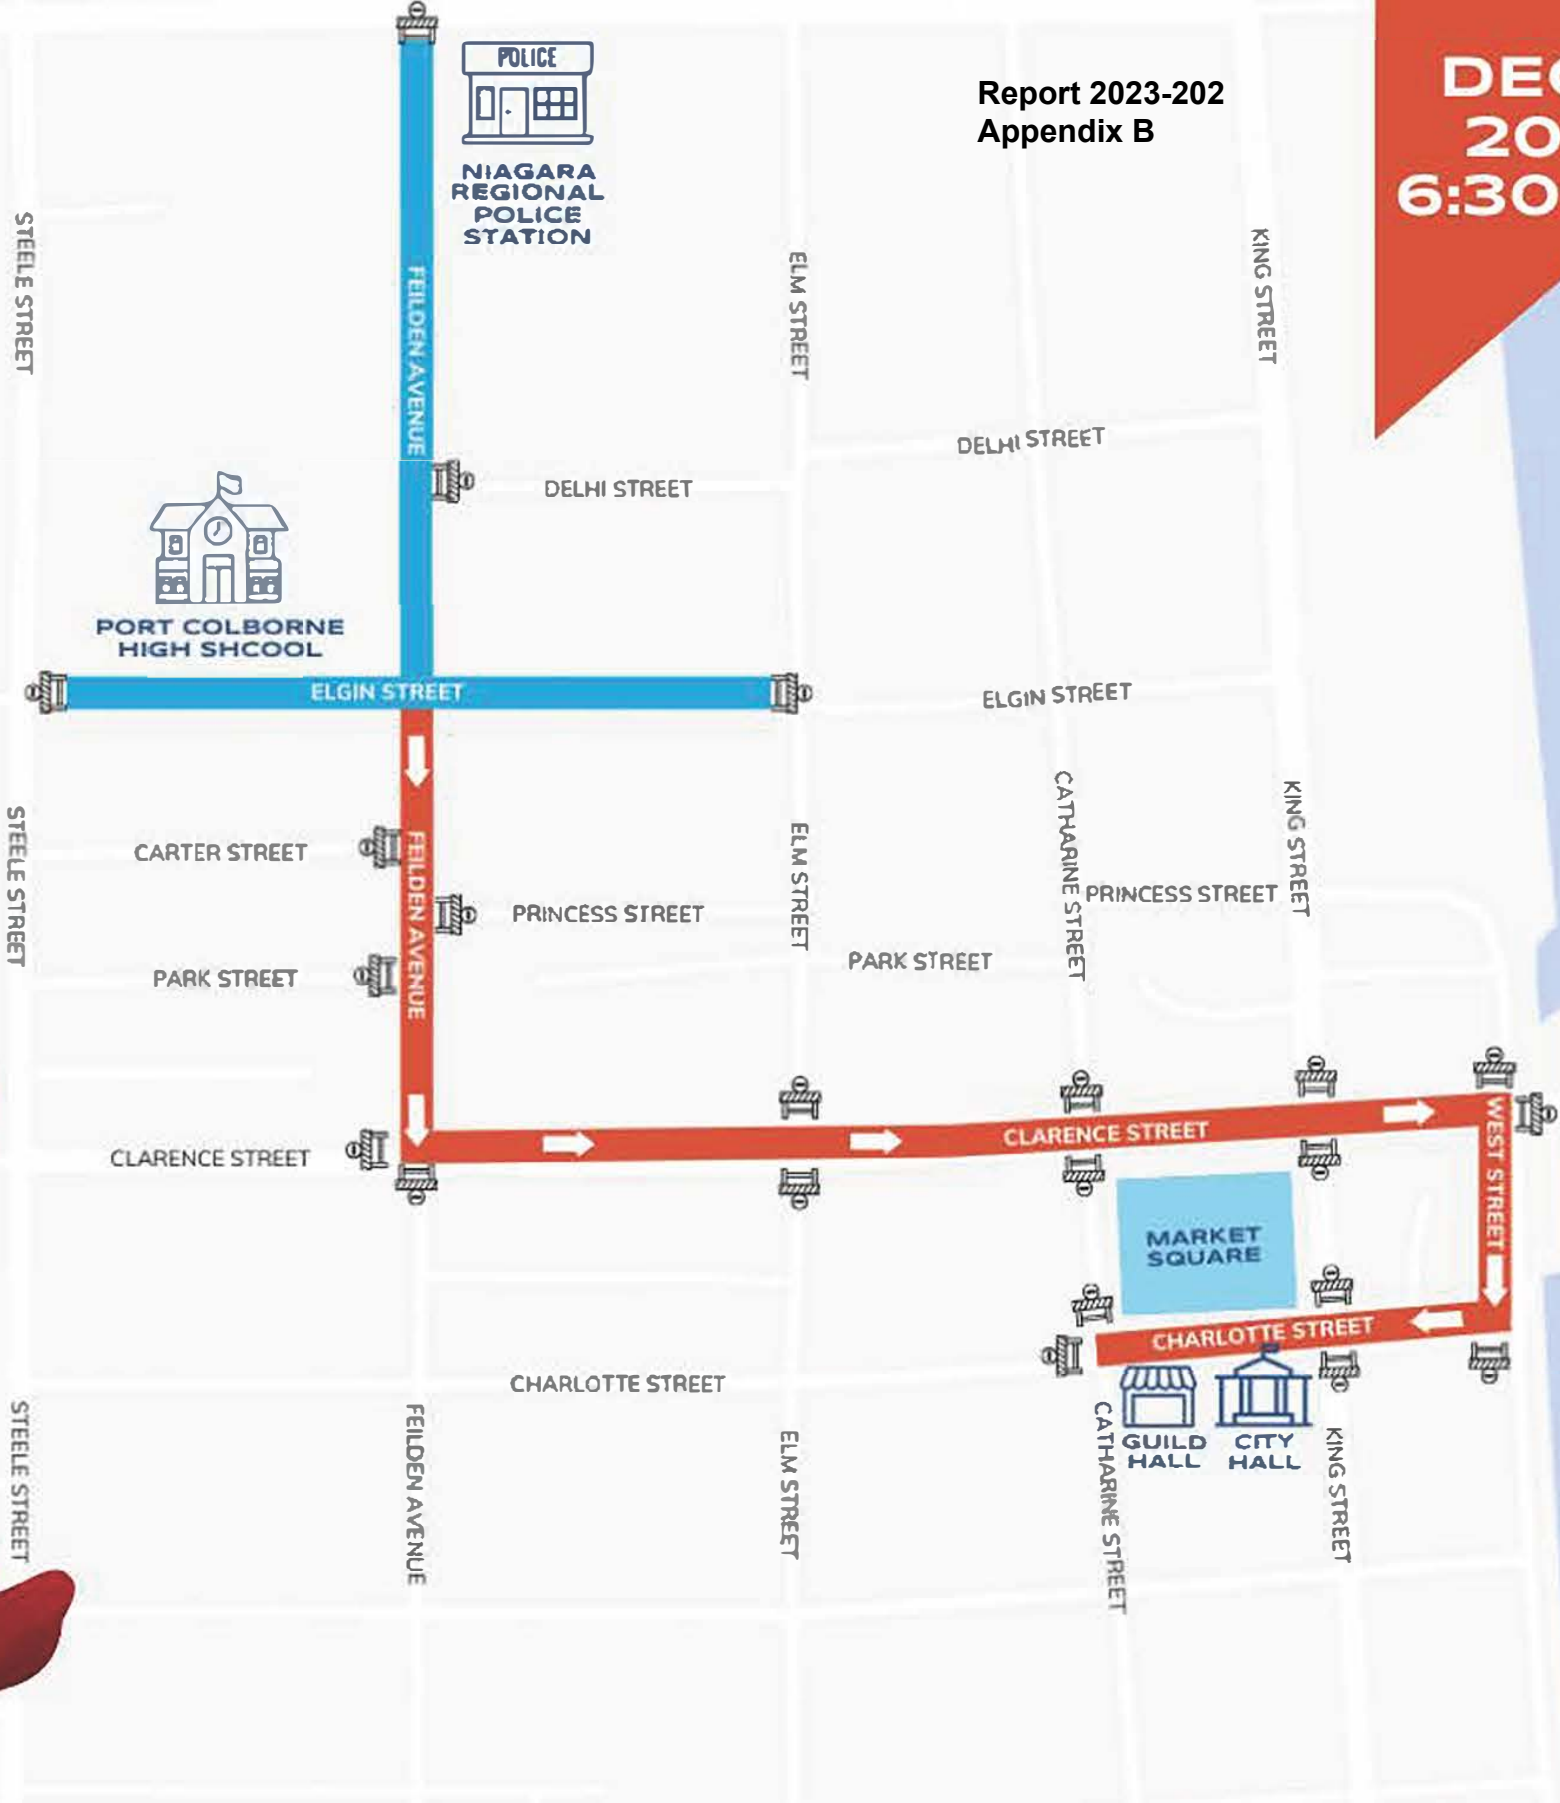 POLICE
NIAGARA
REGIONAL
POLICE
STATION
Report 2023-202
Appendix B
20
6:30
STEELE STREET
FEILDEN AVENUE
ELM STREET
KING STREET
DELHI STREET
DELHI STREET
PORT COLBORNE
HIGH SHCOOL
ELGIN STREET
ELGIN STREET
STEELE STREET
CARTER STREET
FEILDEN AVENUE
ELM STREET
CATHARINE STREET
KING STREET
PRINCESS STREET
PRINCESS STREET
PARK STREET
PARK STREET
CLARENCE STREET
CLARENCE STREET
WEST STREET
MARKET
SQUARE
CHARLOTTE STREET
CHARLOTTE STREET
GUILD
HALL
CITY
HALL
STEELE STREET
FEILDEN AVENUE
ELM STREET
CATHARINE STREET
KING STREET